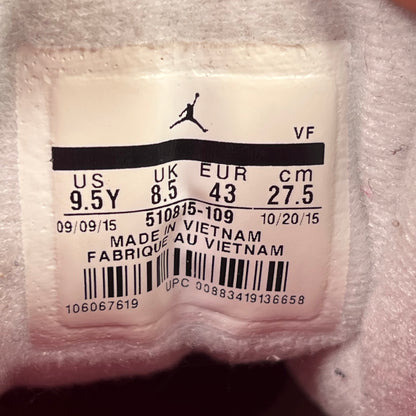 VF
US UK EUR cm
9.5Y 8.5 43 27.5
09/09/15 510815-109 10/20/15
MADE IN VIETNAM
FABRIQUE AU VIETNAM
106067619 UPC 00883419136658